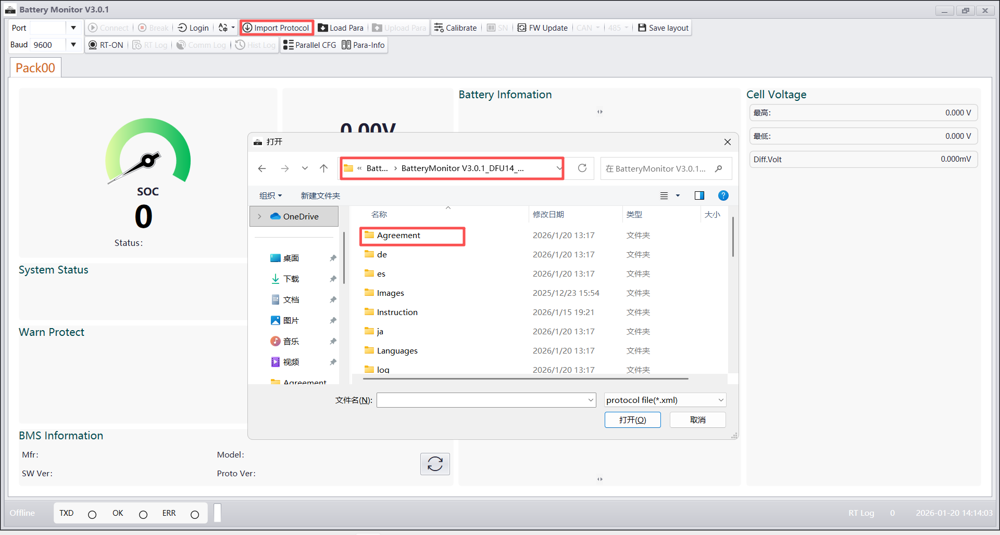 Battery Monitor V3.0.1
Port
Connect
Break
Login
Import Protocol
Load Para
Upload Para
Calibrate
SN
FW Update
CAN
485
Save layout
Baud 9600
RT-ON
RT Log
Comm Log
Hist Log
Parallel CFG
Para-Info
Pack00
0.00V
Battery Infomation
Cell Voltage
最高:
0.000 V
最低:
0.000 V
Diff.Volt
0.000mV
SOC
0
Status:
System Status
Warn Protect
打开
« Batt... › BatteryMonitor V3.0.1_DFU14_...
在 BatteryMonitor V3.0.1...
组织
新建文件夹
OneDrive
桌面
下载
文档
图片
音乐
视频
Agreement
名称 修改日期 类型 大小
Agreement 2026/1/20 13:17 文件夹
de 2026/1/20 13:17 文件夹
es 2026/1/20 13:17 文件夹
Images 2025/12/23 15:54 文件夹
Instruction 2026/1/15 19:21 文件夹
ja 2026/1/20 13:17 文件夹
Languages 2026/1/20 13:17 文件夹
log 2026/1/20 13:17 文件夹
文件名(N):
protocol file(*.xml)
打开(O)
取消
BMS Information
Mfr:
Model:
SW Ver:
Proto Ver:
Offline
TXD
OK
ERR
RT Log 0 2026-01-20 14:14:03